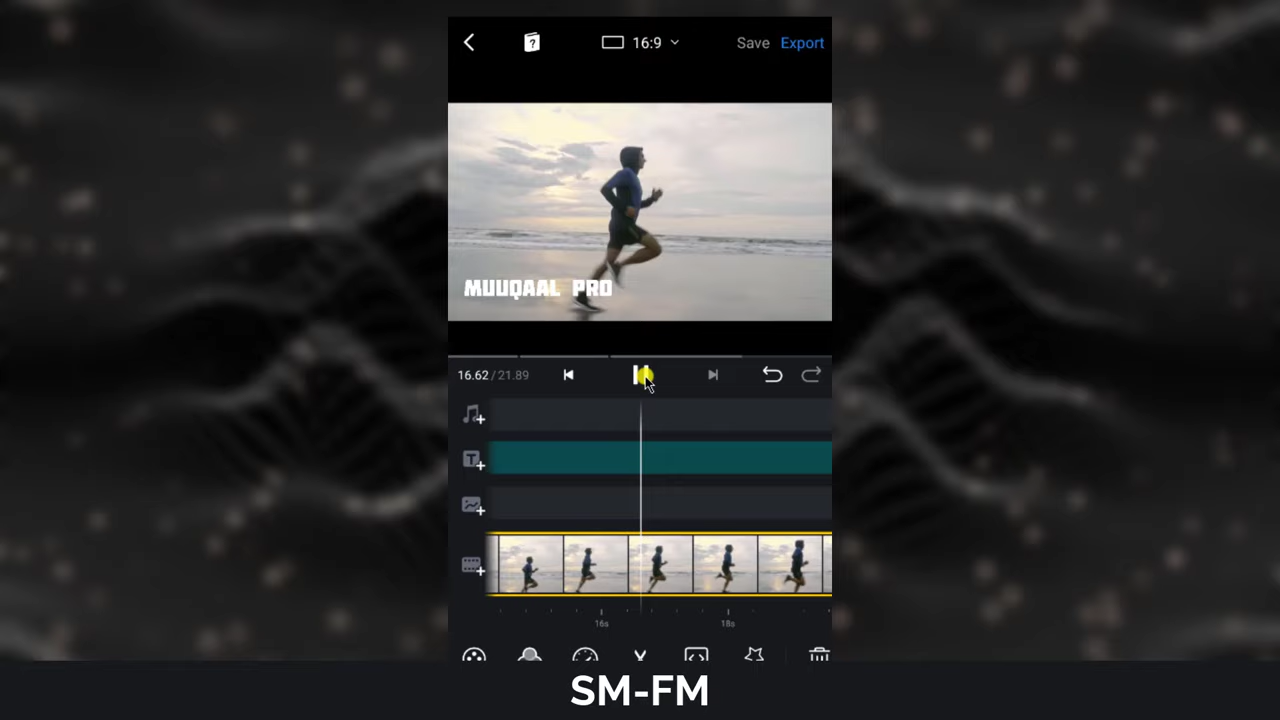 16:9
Save
Export
MUUQAAL PRO
16.62 / 21.89
16s
18s
SM-FM